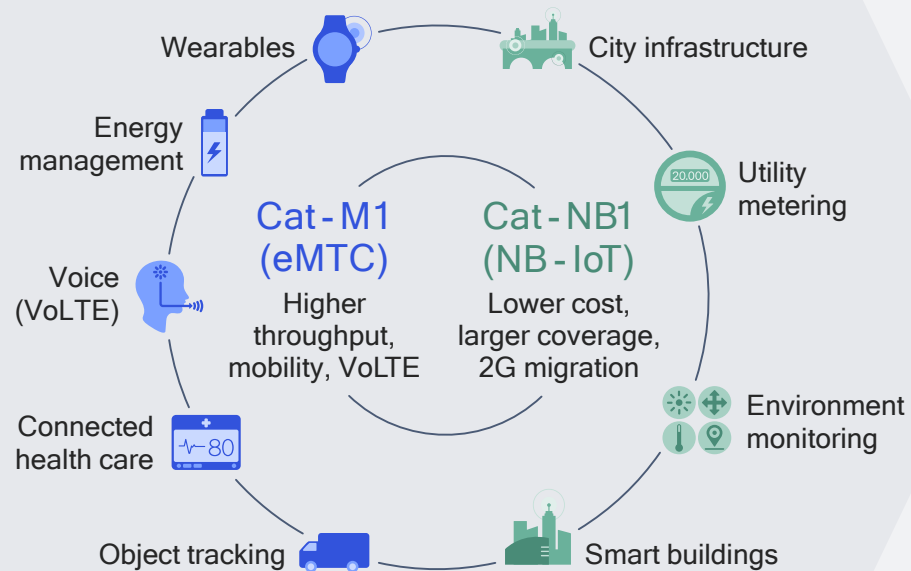 Wearables
City infrastructure
Energy
management
20.000
Utility
metering
Cat-M1
(eMTC)
Higher
throughput,
mobility, VoLTE
Cat-NB1
(NB-IoT)
Lower cost,
larger coverage,
2G migration
Voice
(VoLTE)
Connected
health care
80
Environment
monitoring
Object tracking
Smart buildings